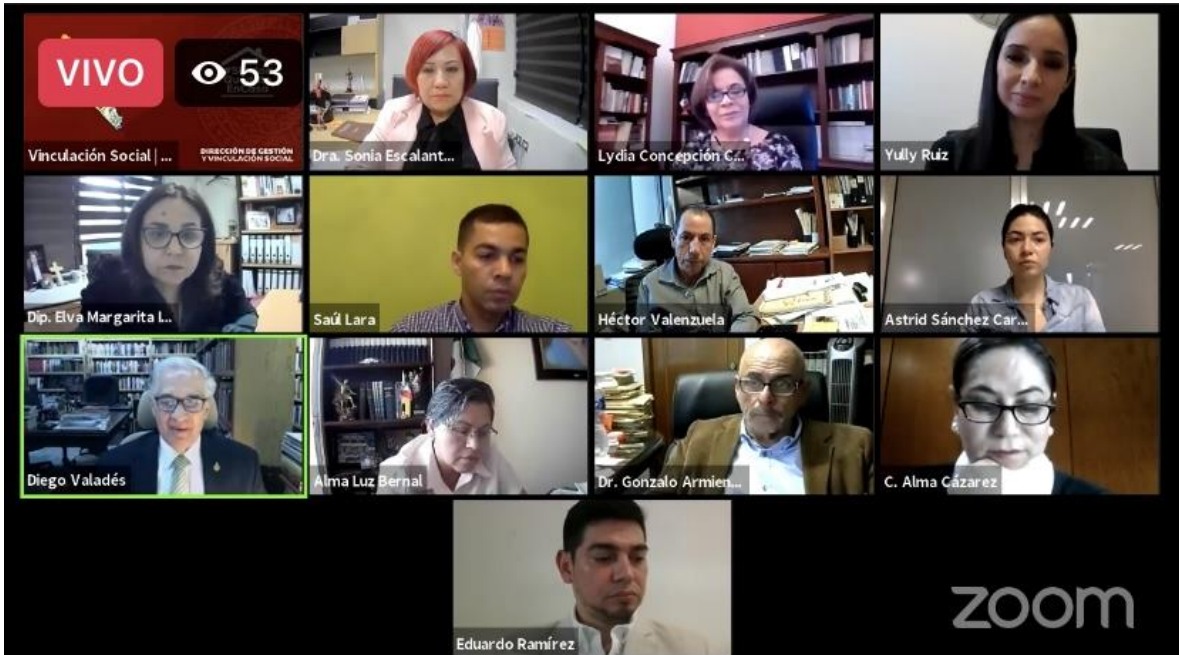 VIVO
53
EnCasa
DIRECCIÓN DE GESTIÓN
Y VINCULACIÓN SOCIAL
Vinculación Social | ...
Dra. Sonia Escalant...
Lydia Concepción C...
Yully Ruiz
Dip. Elva Margarita I...
Saúl Lara
Héctor Valenzuela
Astrid Sánchez Car...
Diego Valadés
Alma Luz Bernal
Dr. Gonzalo Armien...
C. Alma Cázarez
Eduardo Ramírez
zoom